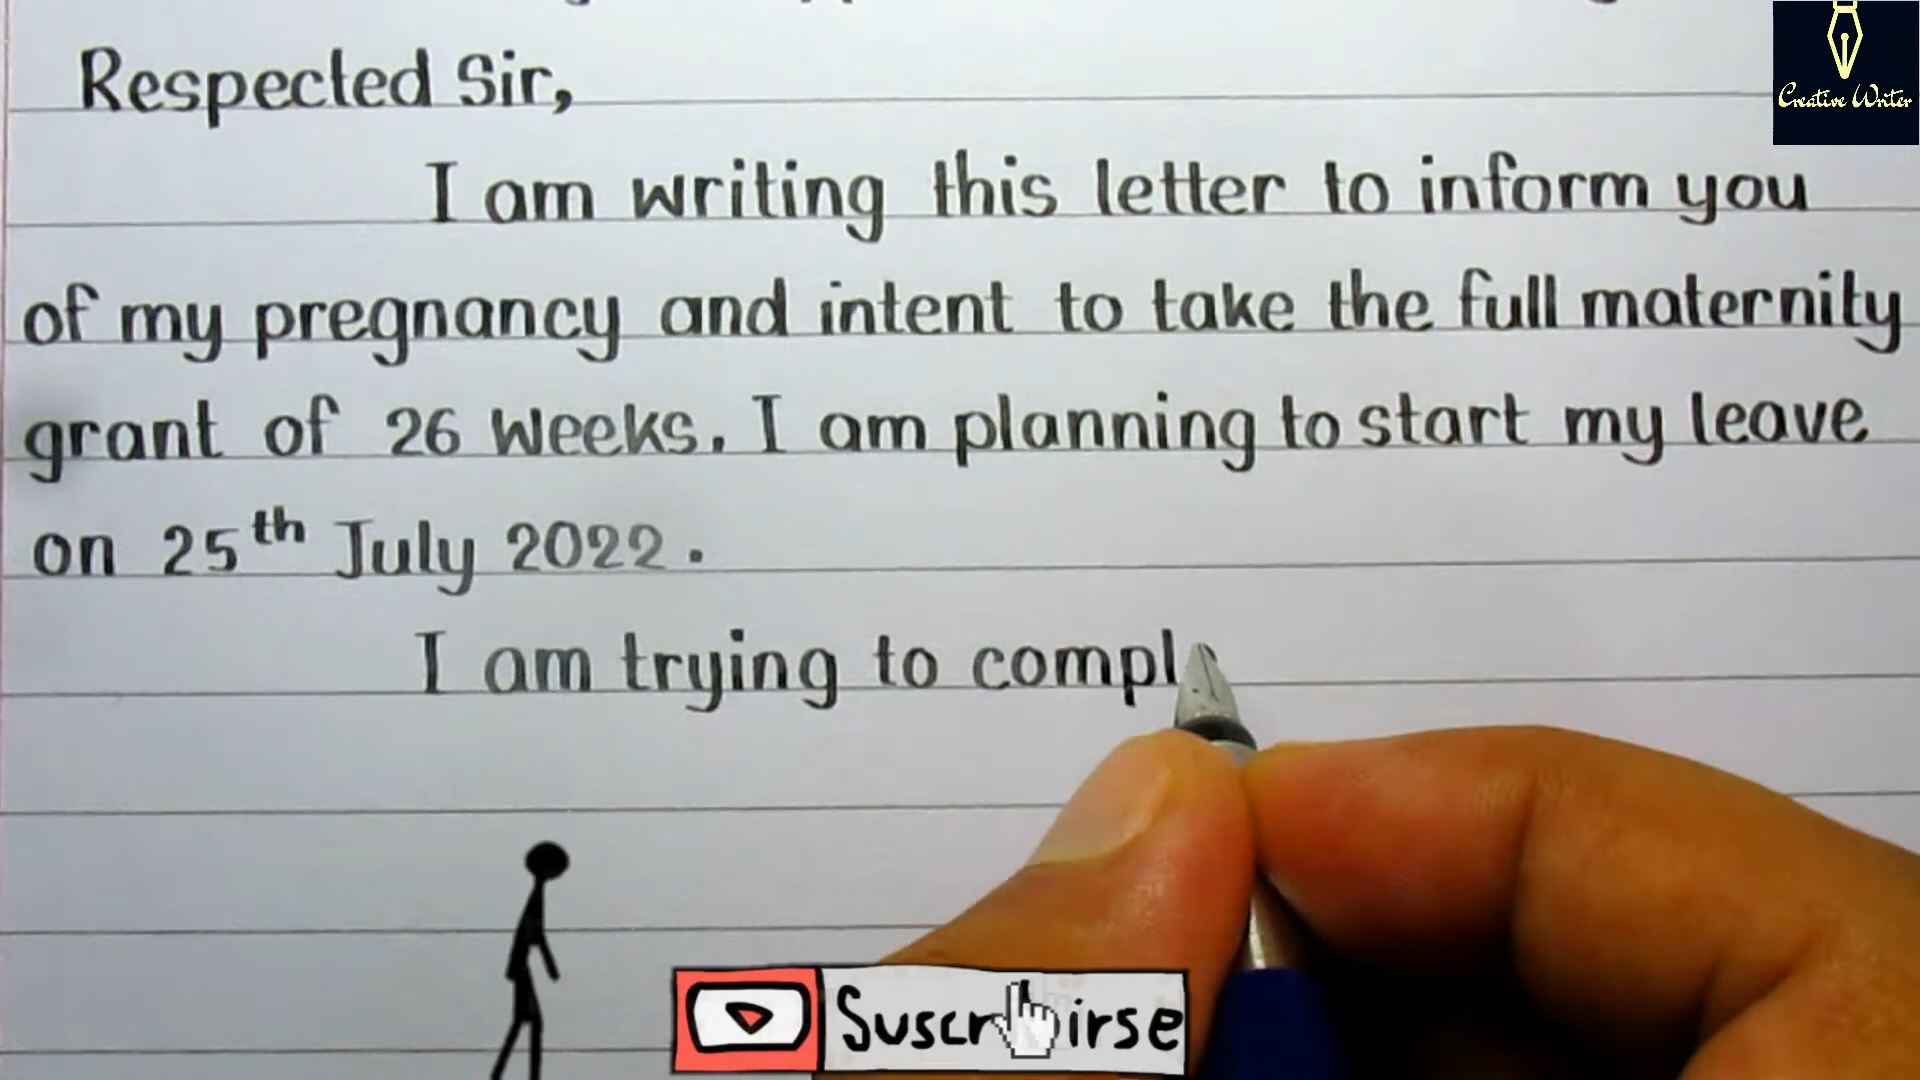 Respected Sir,
I am writing this letter to inform you
of my pregnancy and intent to take the full maternity
grant of 26 weeks. I am planning to start my leave
on 25th July 2022.
I am trying to compl
Creative Writer